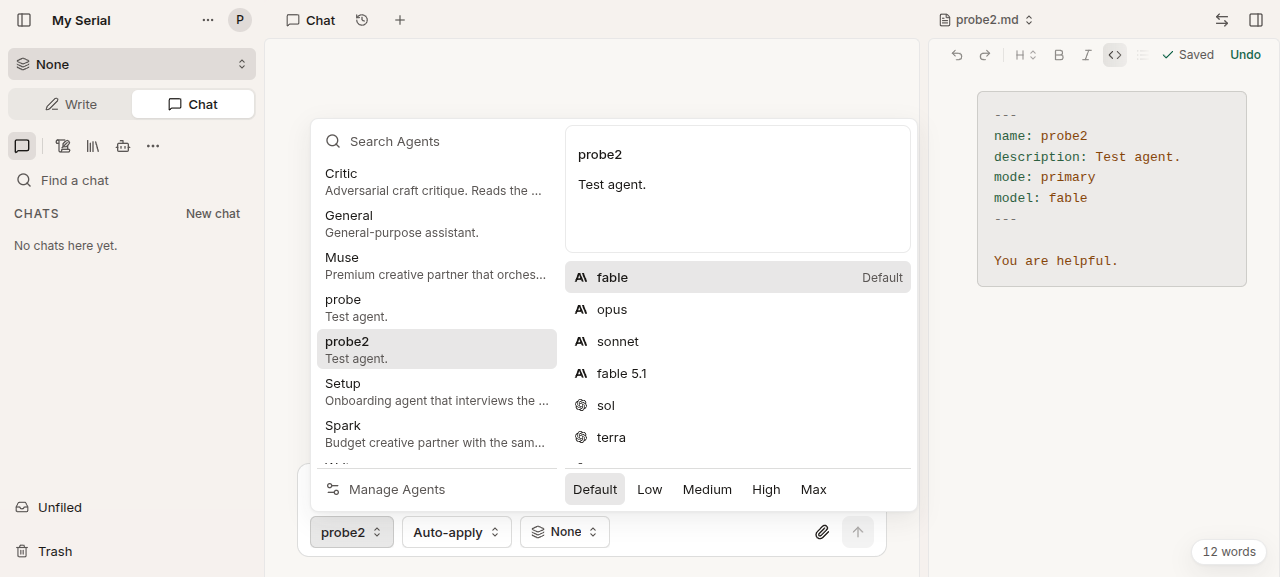 My Serial
P
Chat
probe2.md
None
Write
Chat
H
B
I
Saved
Undo
Find a chat
CHATS
New chat
No chats here yet.
Unfiled
Trash
Search Agents
Critic
Adversarial craft critique. Reads the ...
General
General-purpose assistant.
Muse
Premium creative partner that orches...
probe
Test agent.
probe2
Test agent.
Setup
Onboarding agent that interviews the ...
Spark
Budget creative partner with the sam...
Manage Agents
probe2
Test agent.
fable
Default
opus
sonnet
fable 5.1
sol
terra
Default
Low
Medium
High
Max
probe2
Auto-apply
None
---
name: probe2
description: Test agent.
mode: primary
model: fable
---
You are helpful.
12 words